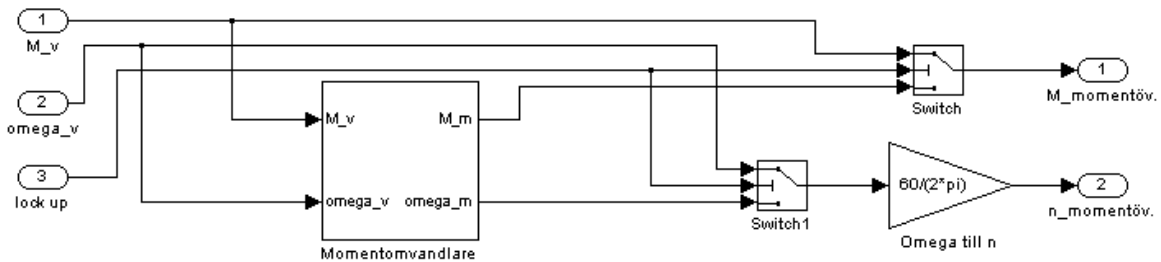 1
M_v
2
omega_v
3
lock up
M_v
M_m
omega_v
omega_m
Momentomvandlare
Switch
1
M_momentöv.
Switch1
60/(2*pi)
Omega till n
2
n_momentöv.